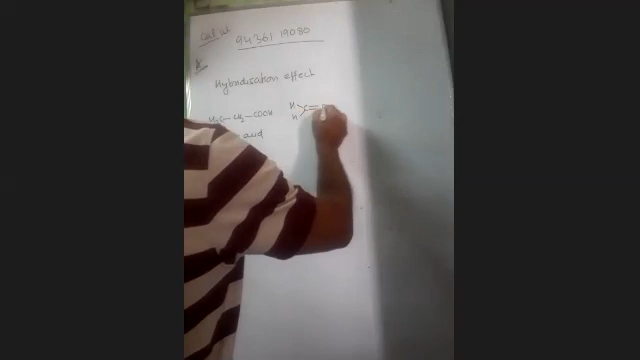 Call at
94361 19080
Hybridisation effect
H₃C—CH₂—COOH
H
H C=
acid